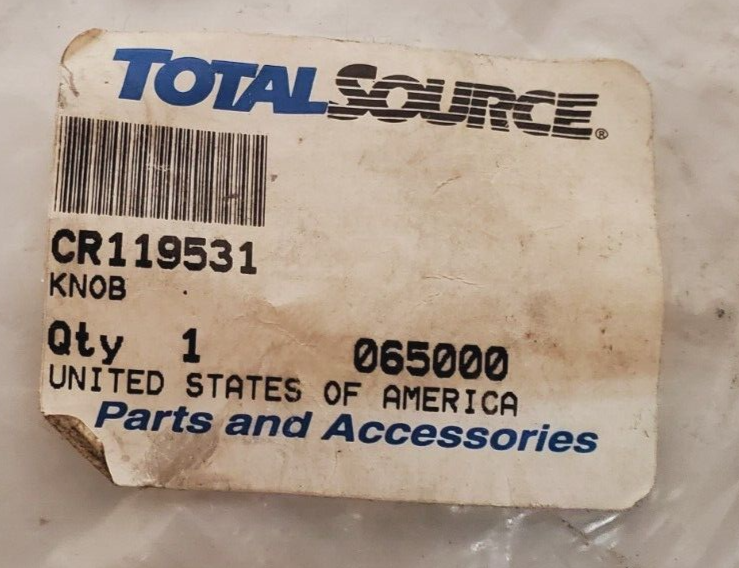 TOTALSOURCE®
CR119531
KNOB
Qty 1 065000
UNITED STATES OF AMERICA
Parts and Accessories